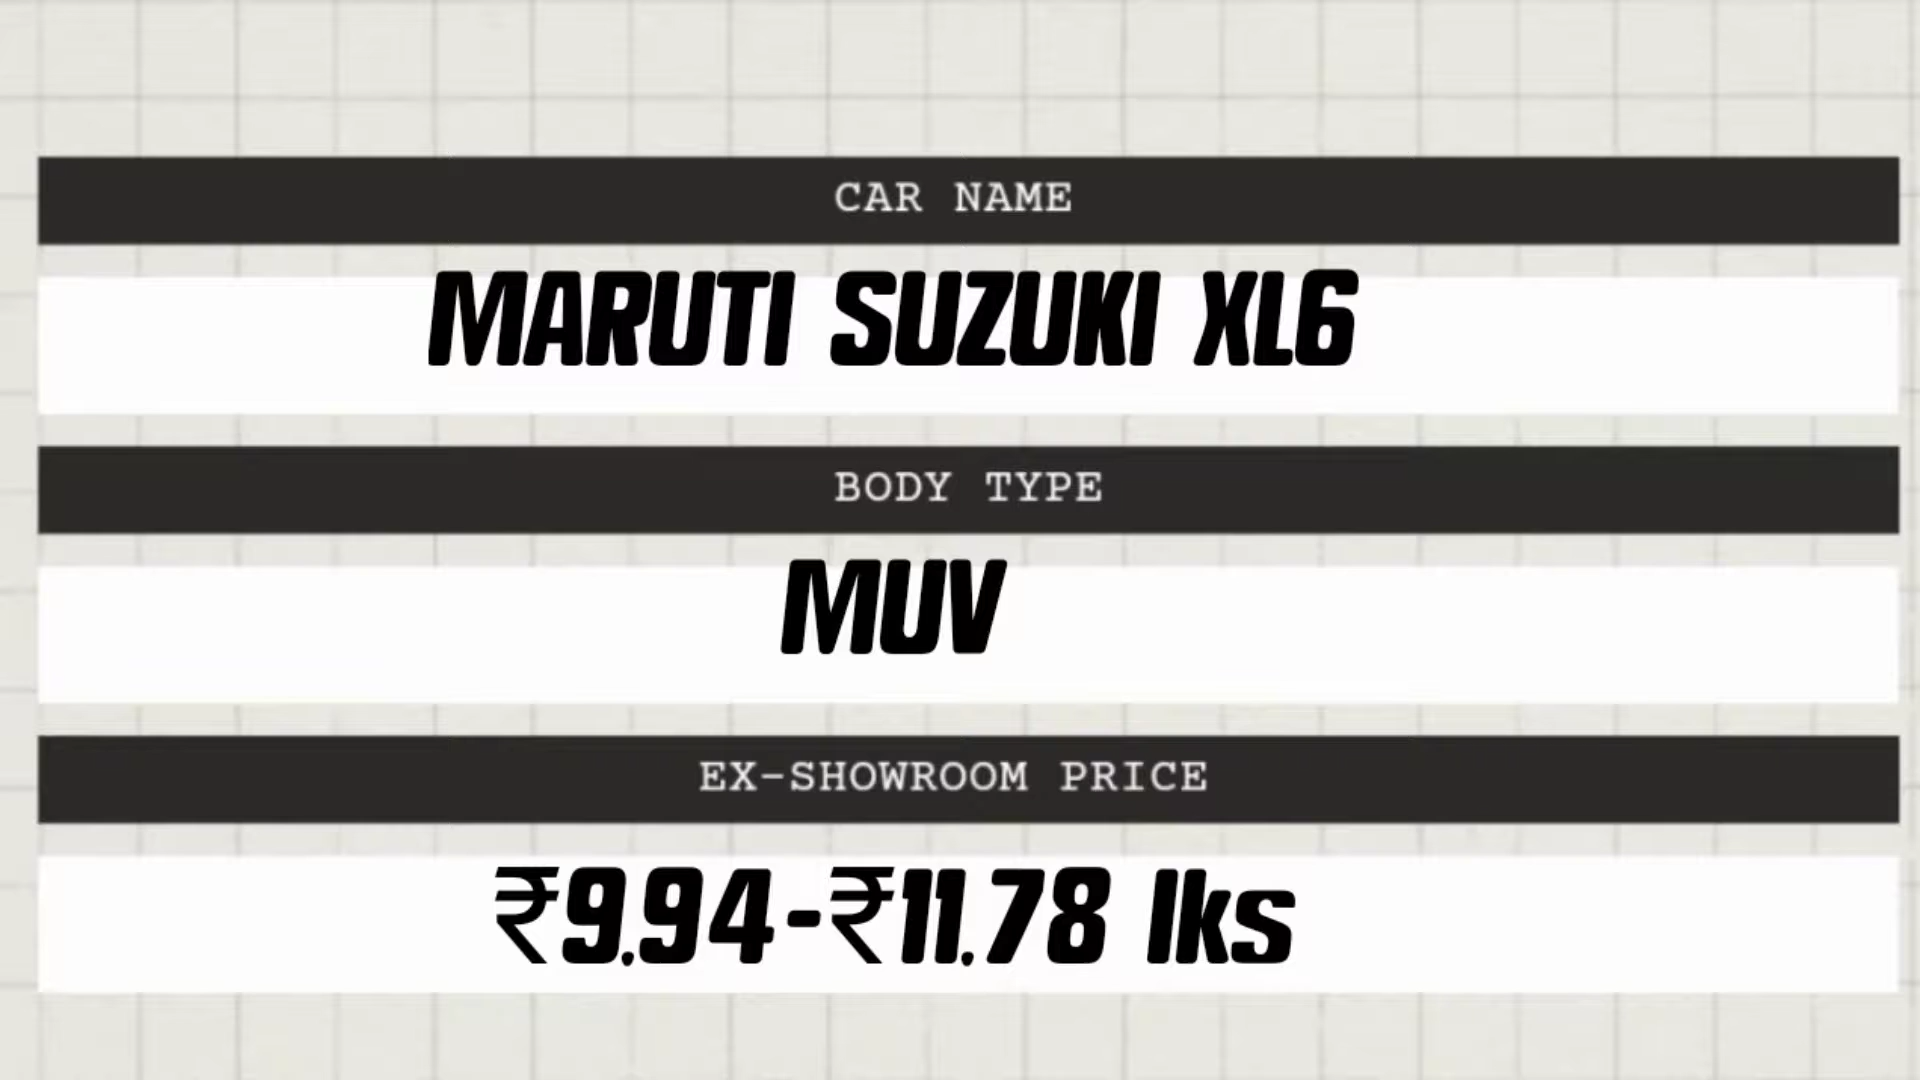 CAR NAME
MARUTI SUZUKI XL6
BODY TYPE
MUV
EX-SHOWROOM PRICE
₹9.94-₹11.78 lks